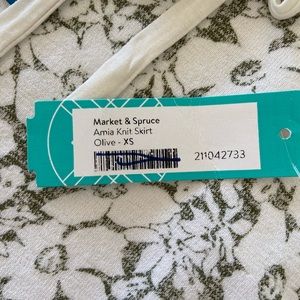 Market & Spruce
Amia Knit Skirt
Olive - XS
211042733